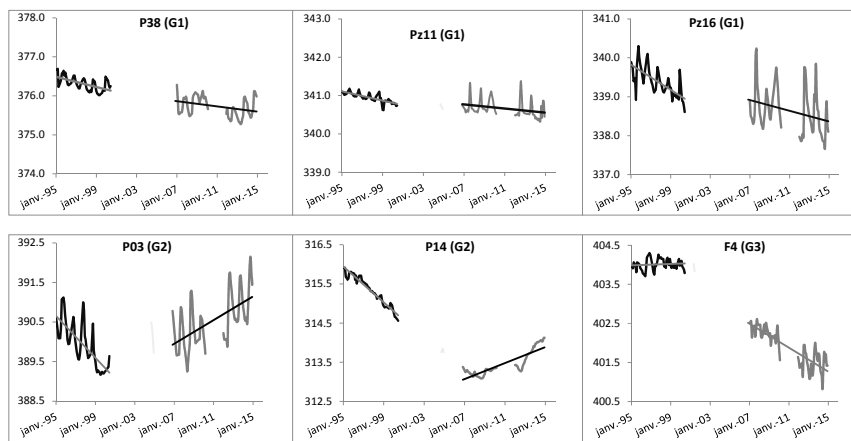 P38 (G1)
378.0
377.0
376.0
375.0
374.0
janv.-95
janv.-99
janv.-03
janv.-07
janv.-11
janv.-15
Pz11 (G1)
343.0
342.0
341.0
340.0
339.0
janv.-95
janv.-99
janv.-03
janv.-07
janv.-11
janv.-15
Pz16 (G1)
341.0
340.0
339.0
338.0
337.0
janv.-95
janv.-99
janv.-03
janv.-07
janv.-11
janv.-15
P03 (G2)
392.5
391.5
390.5
389.5
388.5
janv.-95
janv.-99
janv.-03
janv.-07
janv.-11
janv.-15
P14 (G2)
316.5
315.5
314.5
313.5
312.5
janv.-95
janv.-99
janv.-03
janv.-07
janv.-11
janv.-15
F4 (G3)
404.5
403.5
402.5
401.5
400.5
janv.-95
janv.-99
janv.-03
janv.-07
janv.-11
janv.-15